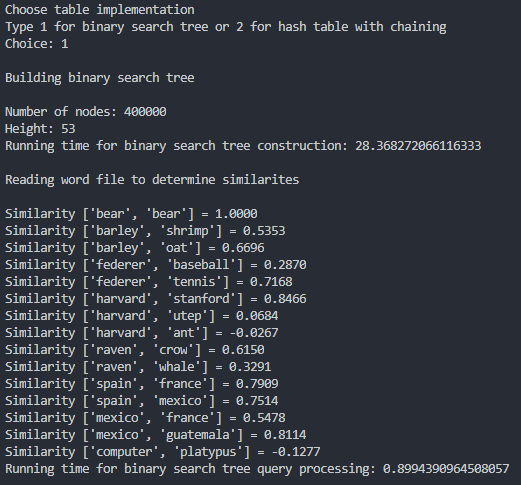 Choose table implementation
Type 1 for binary search tree or 2 for hash table with chaining
Choice: 1
Building binary search tree
Number of nodes: 400000
Height: 53
Running time for binary search tree construction: 28.368272066116333
Reading word file to determine similarites
Similarity ['bear', 'bear'] = 1.0000
Similarity ['barley', 'shrimp'] = 0.5353
Similarity ['barley', 'oat'] = 0.6696
Similarity ['federer', 'baseball'] = 0.2870
Similarity ['federer', 'tennis'] = 0.7168
Similarity ['harvard', 'stanford'] = 0.8466
Similarity ['harvard', 'utep'] = 0.0684
Similarity ['harvard', 'ant'] = -0.0267
Similarity ['raven', 'crow'] = 0.6150
Similarity ['raven', 'whale'] = 0.3291
Similarity ['spain', 'france'] = 0.7909
Similarity ['spain', 'mexico'] = 0.7514
Similarity ['mexico', 'france'] = 0.5478
Similarity ['mexico', 'guatemala'] = 0.8114
Similarity ['computer', 'platypus'] = -0.1277
Running time for binary search tree query processing: 0.8994390964508057